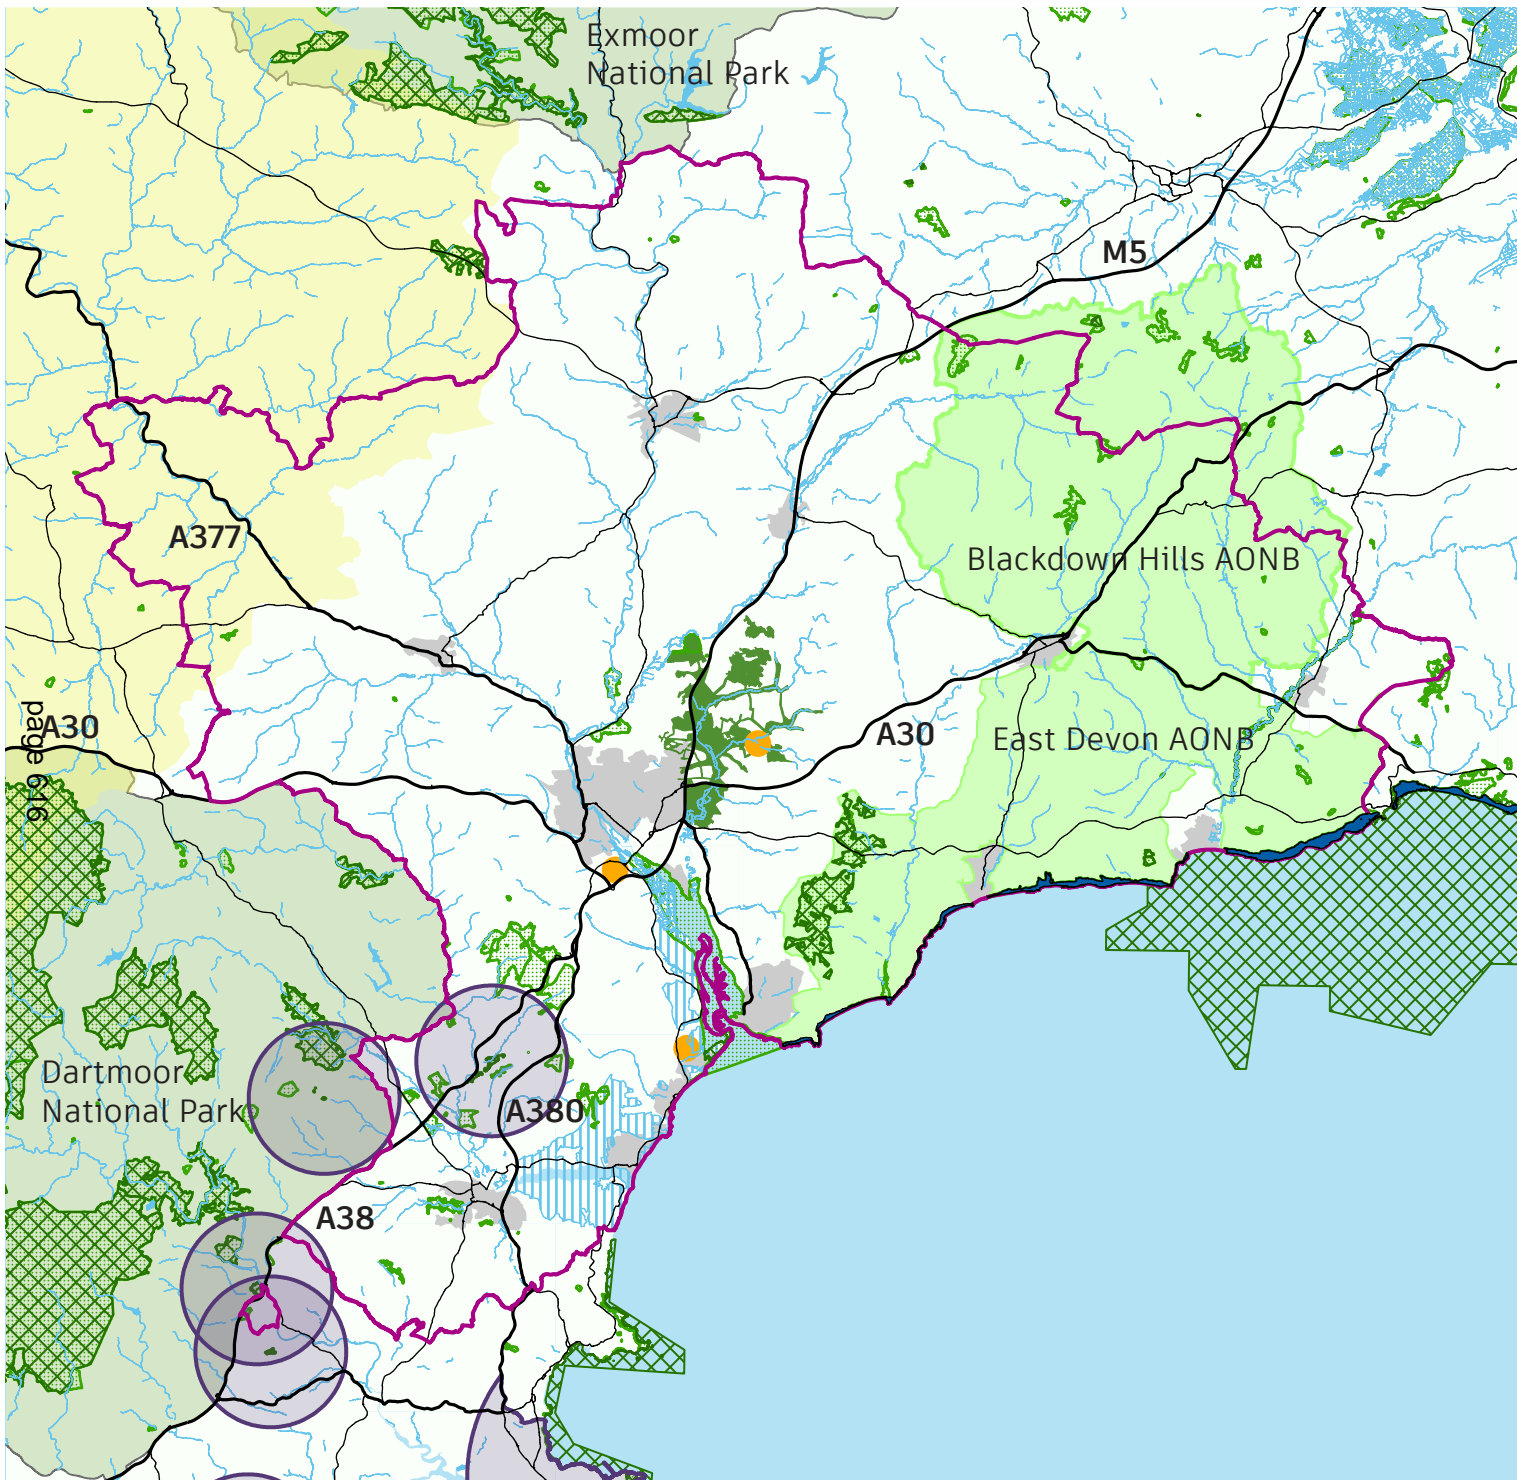 Exmoor
National Park
M5
A377
Blackdown Hills AONB
page 616
A30
A30
East Devon AONB
Dartmoor
National Park
A380
A38